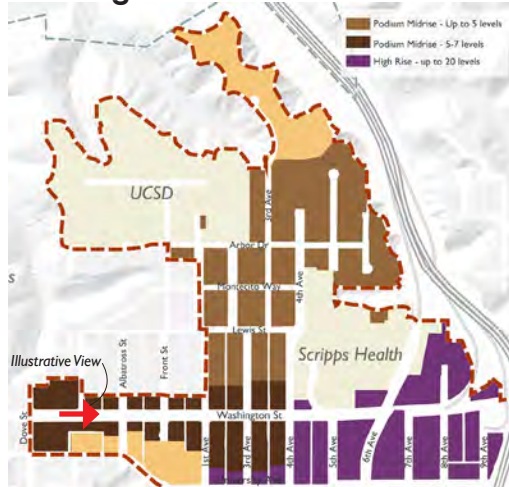 Podium Midrise - Up to 5 levels
Podium Midrise - 5-7 levels
High Rise - up to 20 levels
UCSD
3rd Ave
Arbor Dr
4th Ave
Montecito Way
Lewis St
Scripps Health
Illustrative View
Albatross St
Front St
Dove St
Washington St
1st Ave
3rd Ave
4th Ave
5th Ave
6th Ave
7th Ave
8th Ave
9th Ave